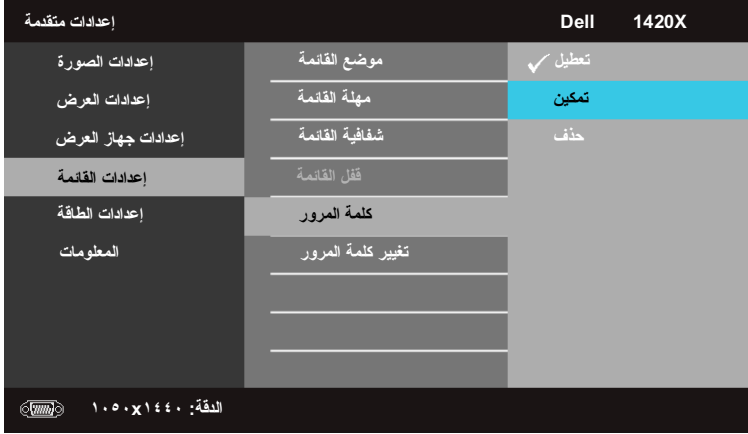 إعدادات متقدمة
Dell 1420X
إعدادات الصورة
إعدادات العرض
إعدادات جهاز العرض
إعدادات القائمة
إعدادات الطاقة
المعلومات
موضع القائمة
مهلة القائمة
شفافية القائمة
قفل القائمة
كلمة المرور
تغيير كلمة المرور
تعطيل
تمكين
حذف
الدقة: ١٠٥٠x١٤٤٠